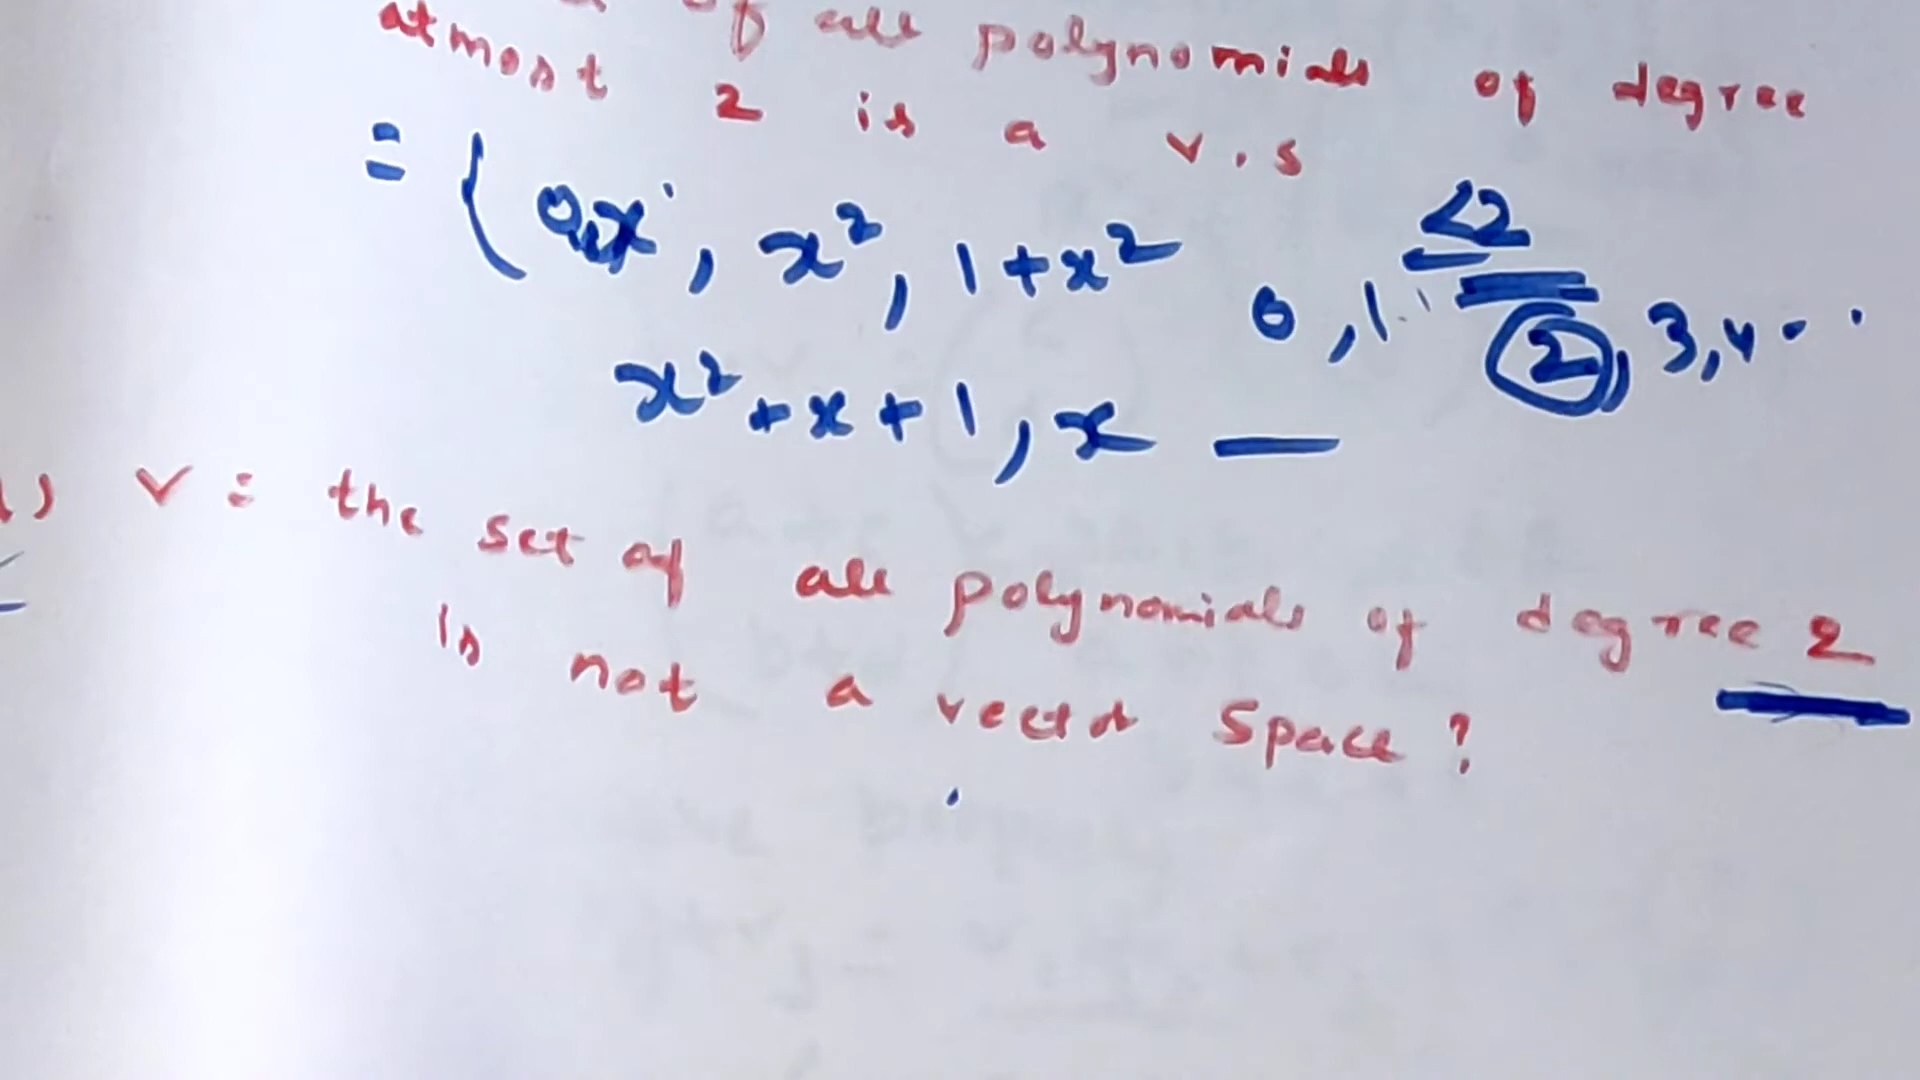 of all polynomials of degree
atmost 2 is a v.s
= { 0, x, x², 1+x²
≤2
0, 1 2, 3, 4 . .
x² + x + 1, x —
V = the set of all polynomials of degree 2
is not a vector space?